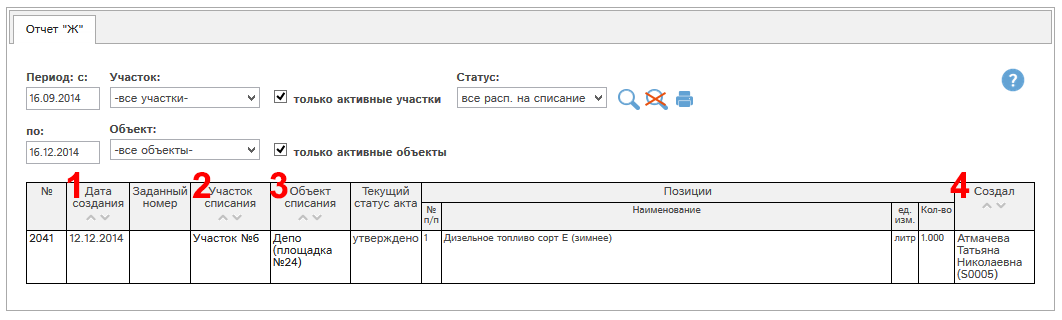 Отчет "Ж"
Период: с: Участок: Статус:
16.09.2014 -все участки- только активные участки все расп. на списание ?
по: Объект:
16.12.2014 -все объекты- только активные объекты
1 2 3 4
№ Дата создания Заданный номер Участок списания Объект списания Текущий статус акта Позиции Создал
№ п/п Наименование ед. изм. Кол-во
2041 12.12.2014 Участок №6 Депо (площадка №24) утверждено 1 Дизельное топливо сорт Е (зимнее) литр 1.000 Атмачева Татьяна Николаевна (S0005)